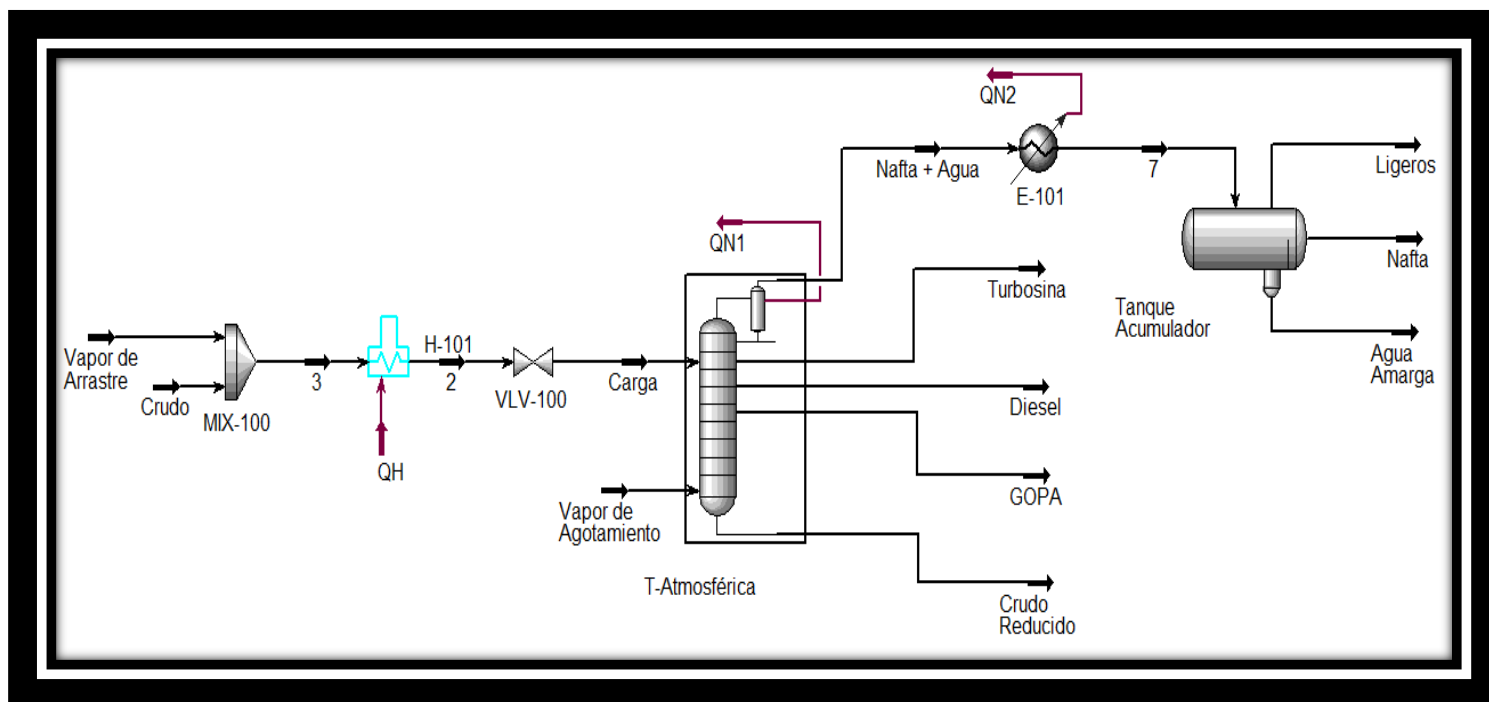 QN2
Nafta + Agua
E-101
7
Ligeros
Nafta
Agua
Amarga
Tanque
Acumulador
QN1
Turbosina
Diesel
GOPA
Crudo
Reducido
Vapor de
Arrastre
Crudo
MIX-100
3
H-101
2
QH
VLV-100
Carga
Vapor de
Agotamiento
T-Atmosférica